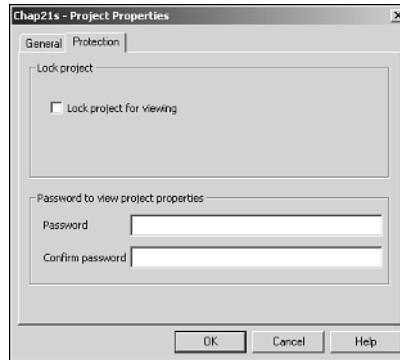 Chap21s - Project Properties
General Protection
Lock project
Lock project for viewing
Password to view project properties
Password
Confirm password
OK Cancel Help